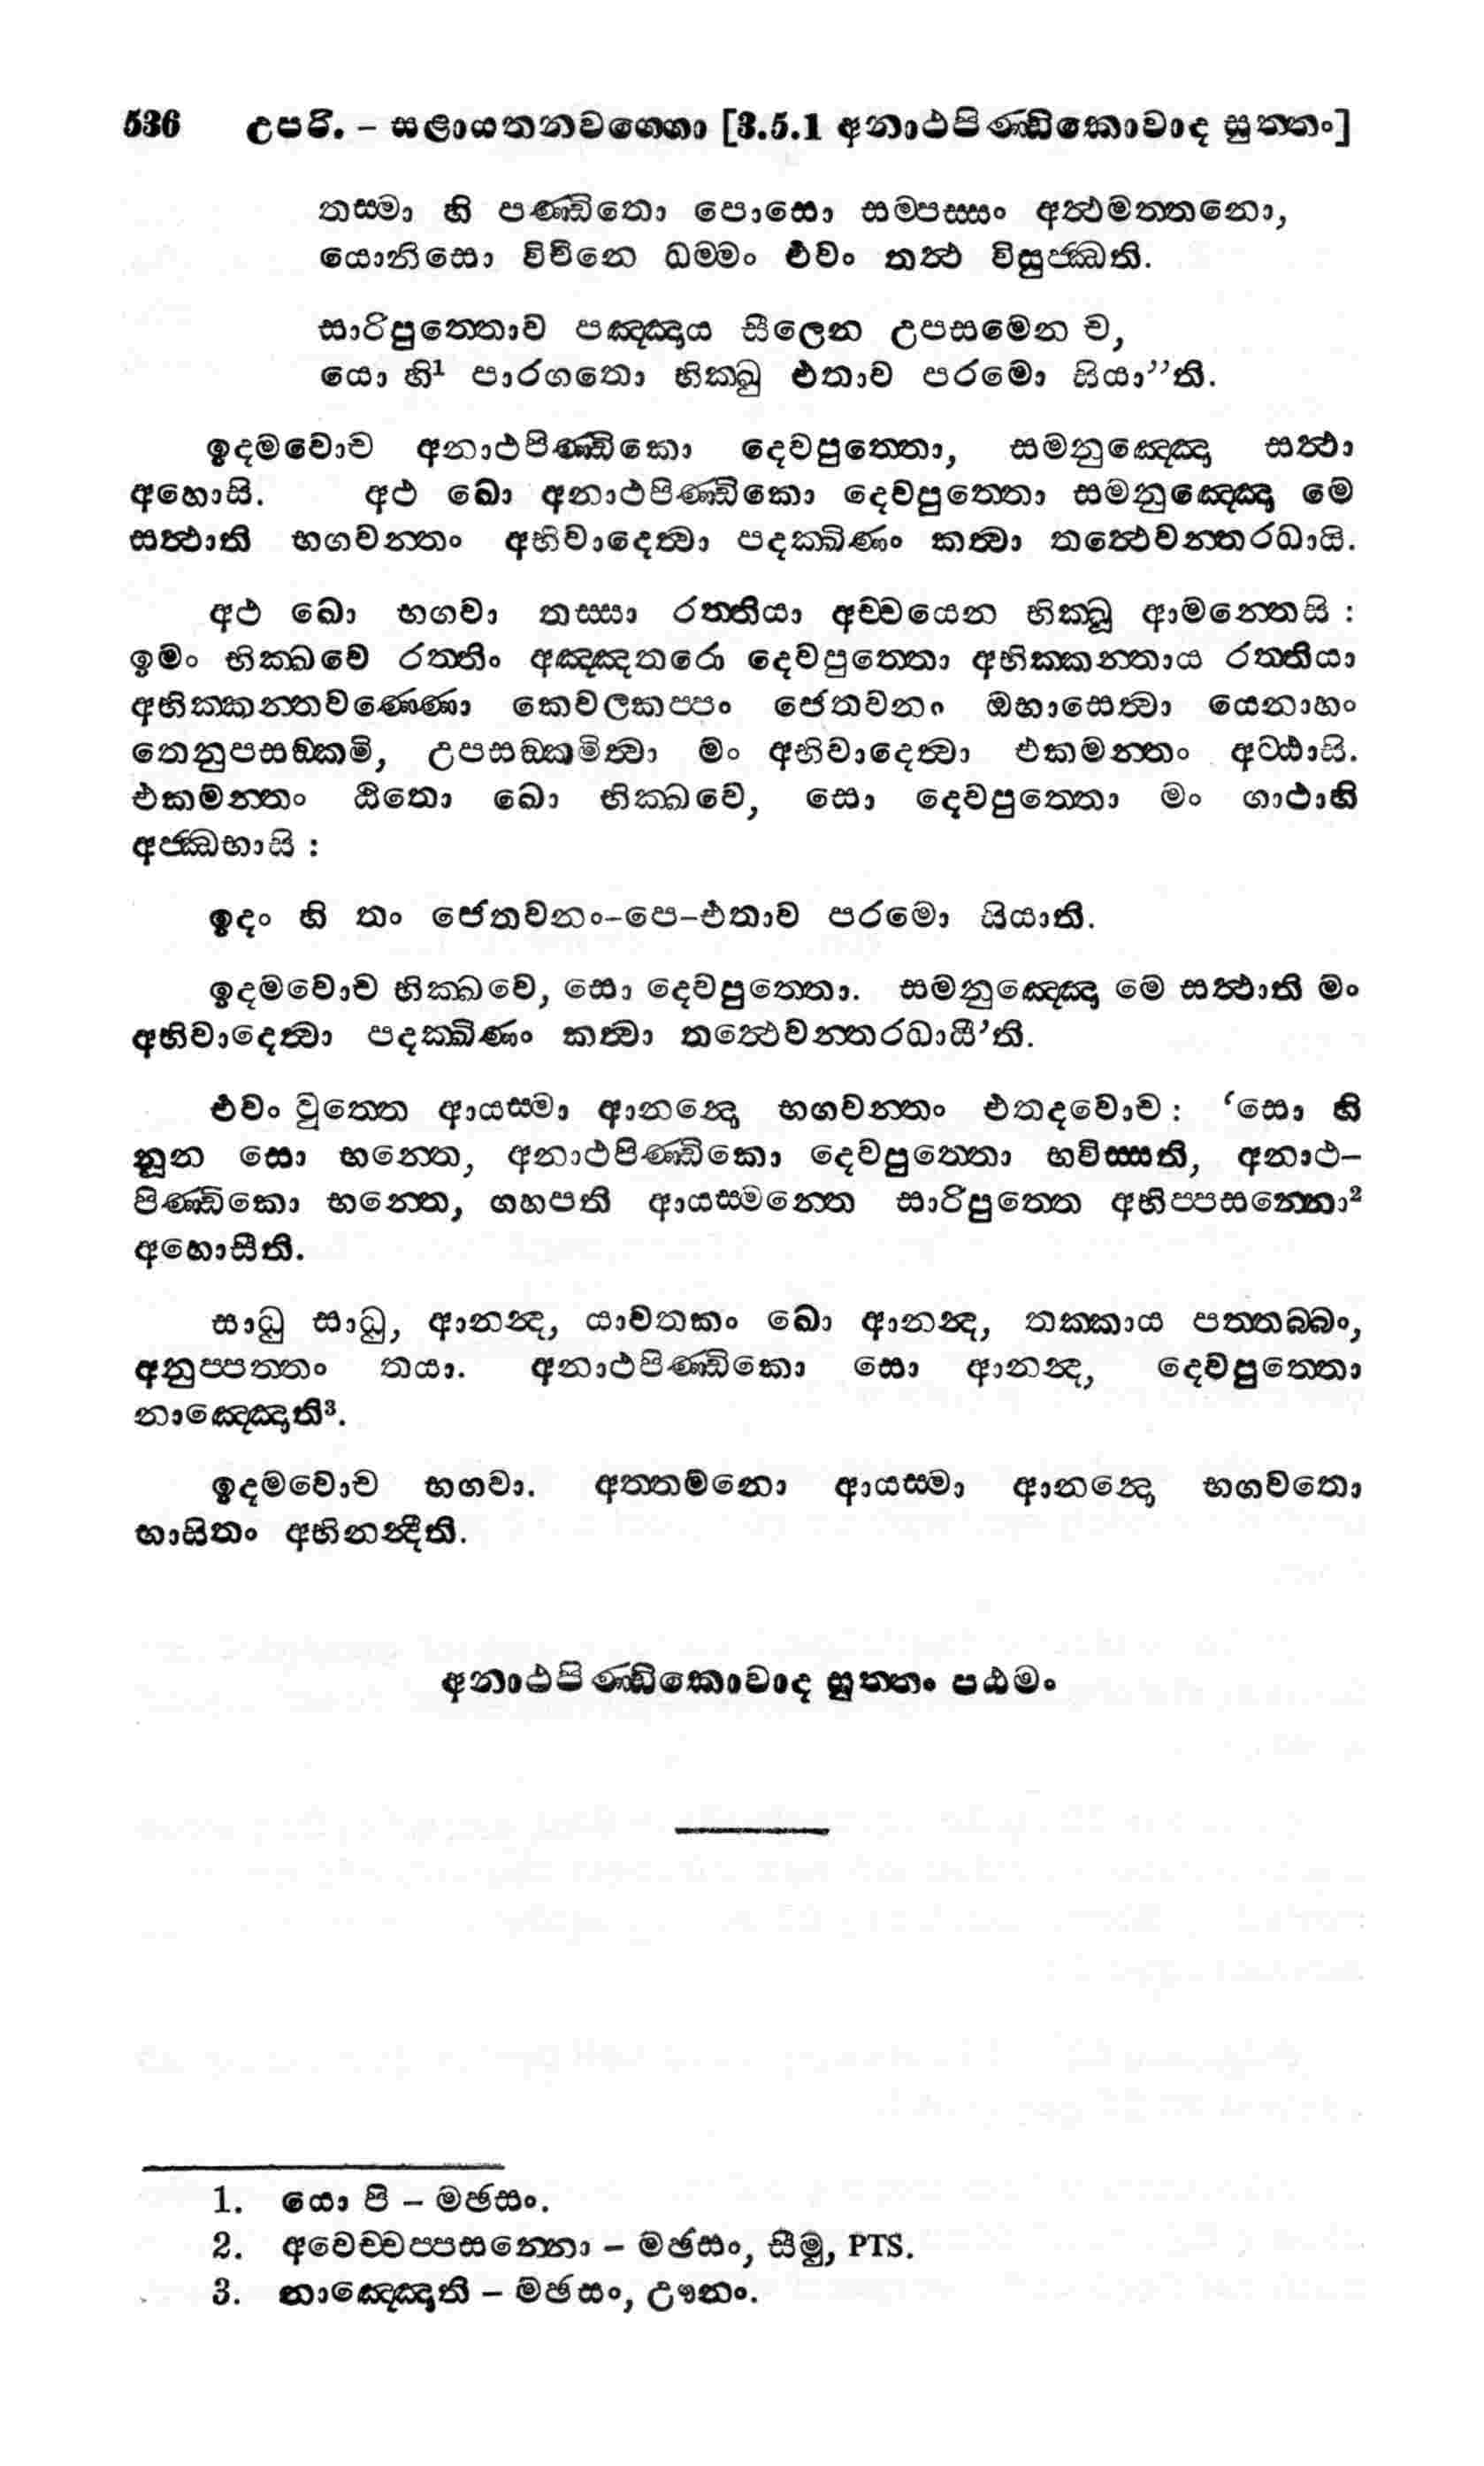 536 උපරි. – සළායතනවග්ගො [3.5.1 අනාථපිණ්ඩිකොවාද සුත්තං]
තස්මා හි පණ්ඩිතො පොසො සම්පස්සං අත්ථමත්තනො,
යොනිසො විචිනෙ ධම්මං එවං තත්ථ විසුජ්ඣති.
සාරිපුත්තොව පඤ්ඤාය සීලෙන උපසමෙන ච,
යො හි¹ පාරගතො භික්ඛු එතාව පරමො සියා”ති.
ඉදමවොච අනාථපිණ්ඩිකො දෙවපුත්තො, සමනුඤ්ඤො සත්ථා
අහොසි. අථ ඛො අනාථපිණ්ඩිකො දෙවපුත්තො සමනුඤ්ඤො මෙ
සත්ථාති භගවන්තං අභිවාදෙත්වා පදක්ඛිණං කත්වා තත්ථෙවන්තරධායි.
අථ ඛො භගවා තස්සා රත්තියා අච්චයෙන භික්ඛූ ආමන්තෙසි :
ඉමං භික්ඛවෙ රත්තිං අඤ්ඤතරො දෙවපුත්තො අභික්කන්තාය රත්තියා
අභික්කන්තවණ්ණො කෙවලකප්පං ජෙතවනං ඔභාසෙත්වා යෙනාහං
තෙනුපසඞ්කමි, උපසඞ්කමිත්වා මං අභිවාදෙත්වා එකමන්තං අට්ඨාසි.
එකමන්තං ඨිතො ඛො භික්ඛවෙ, සො දෙවපුත්තො මං ගාථාහි
අජ්ඣභාසි :
ඉදං හි තං ජෙතවනං–පෙ–එතාව පරමො සියාති.
ඉදමවොච භික්ඛවෙ, සො දෙවපුත්තො. සමනුඤ්ඤො මෙ සත්ථාති මං
අභිවාදෙත්වා පදක්ඛිණං කත්වා තත්ථෙවන්තරධායී’ති.
එවං වුත්තෙ ආයස්මා ආනන්දො භගවන්තං එතදවොච: ‘සො හි
නූන සො භන්තෙ, අනාථපිණ්ඩිකො දෙවපුත්තො භවිස්සති, අනාථ–
පිණ්ඩිකො භන්තෙ, ගහපති ආයස්මන්තෙ සාරිපුත්තෙ අභිප්පසන්නො²
අහොසීති.
සාධු සාධු, ආනන්ද, යාවතකං ඛො ආනන්ද, තක්කාය පත්තබ්බං,
අනුප්පත්තං තයා. අනාථපිණ්ඩිකො සො ආනන්ද, දෙවපුත්තො
නාඤ්ඤොති³.
ඉදමවොච භගවා. අත්තමනො ආයස්මා ආනන්දො භගවතො
භාසිතං අභිනන්දීති.
අනාථපිණ්ඩිකොවාද සුත්තං පඨමං
1. යො පි – මඡසං.
2. අවෙච්චප්පසන්නො – මඡසං, සීමු, PTS.
3. නාඤ්ඤොති – මඡසං, උෟනං.